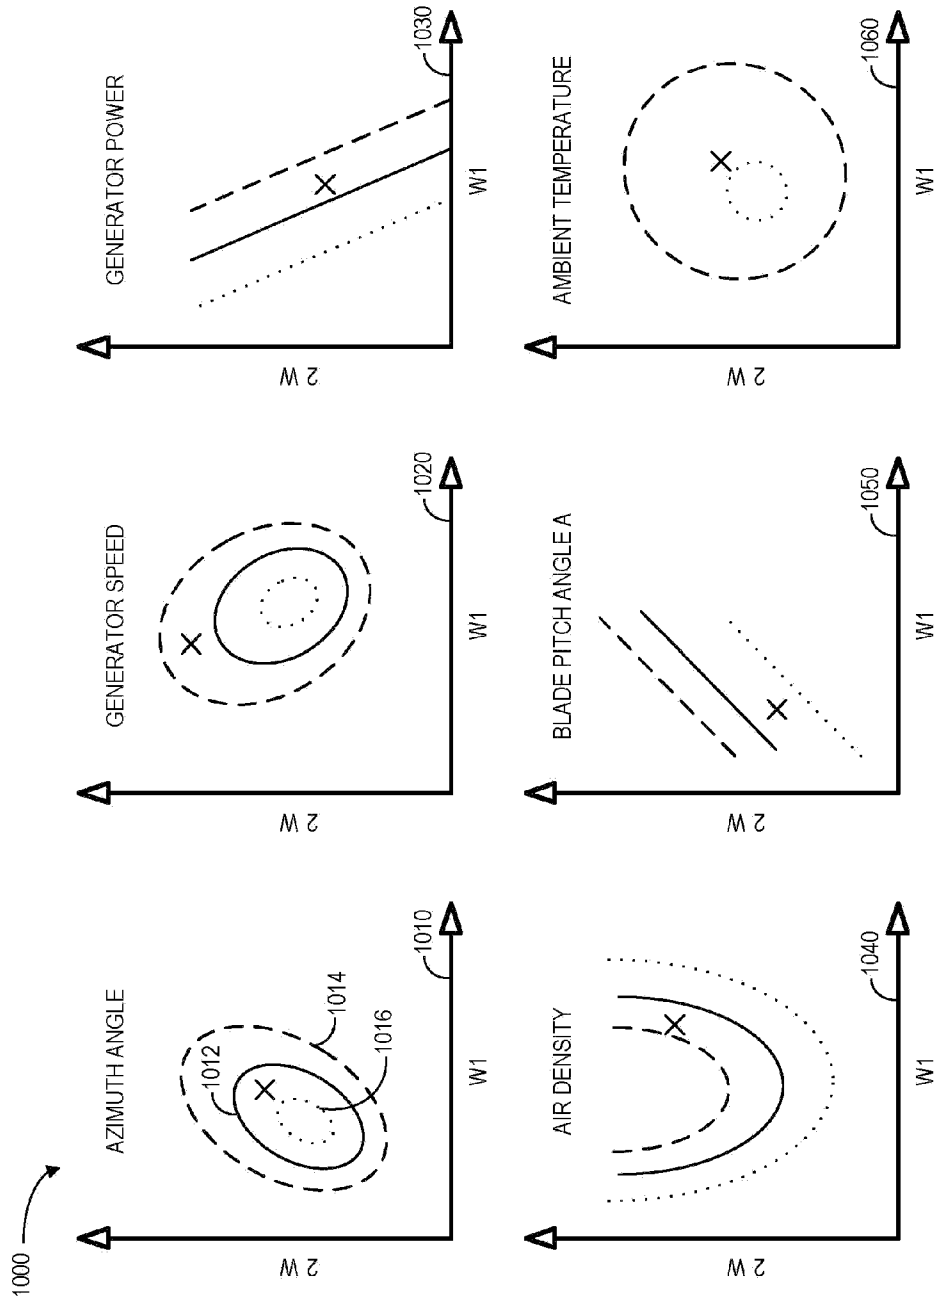 1000
AZIMUTH ANGLE
1012
1014
1016
1010
W1
2 W
GENERATOR SPEED
1020
W1
2 W
GENERATOR POWER
1030
W1
2 W
AIR DENSITY
1040
W1
2 W
BLADE PITCH ANGLE A
1050
W1
2 W
AMBIENT TEMPERATURE
1060
W1
2 W